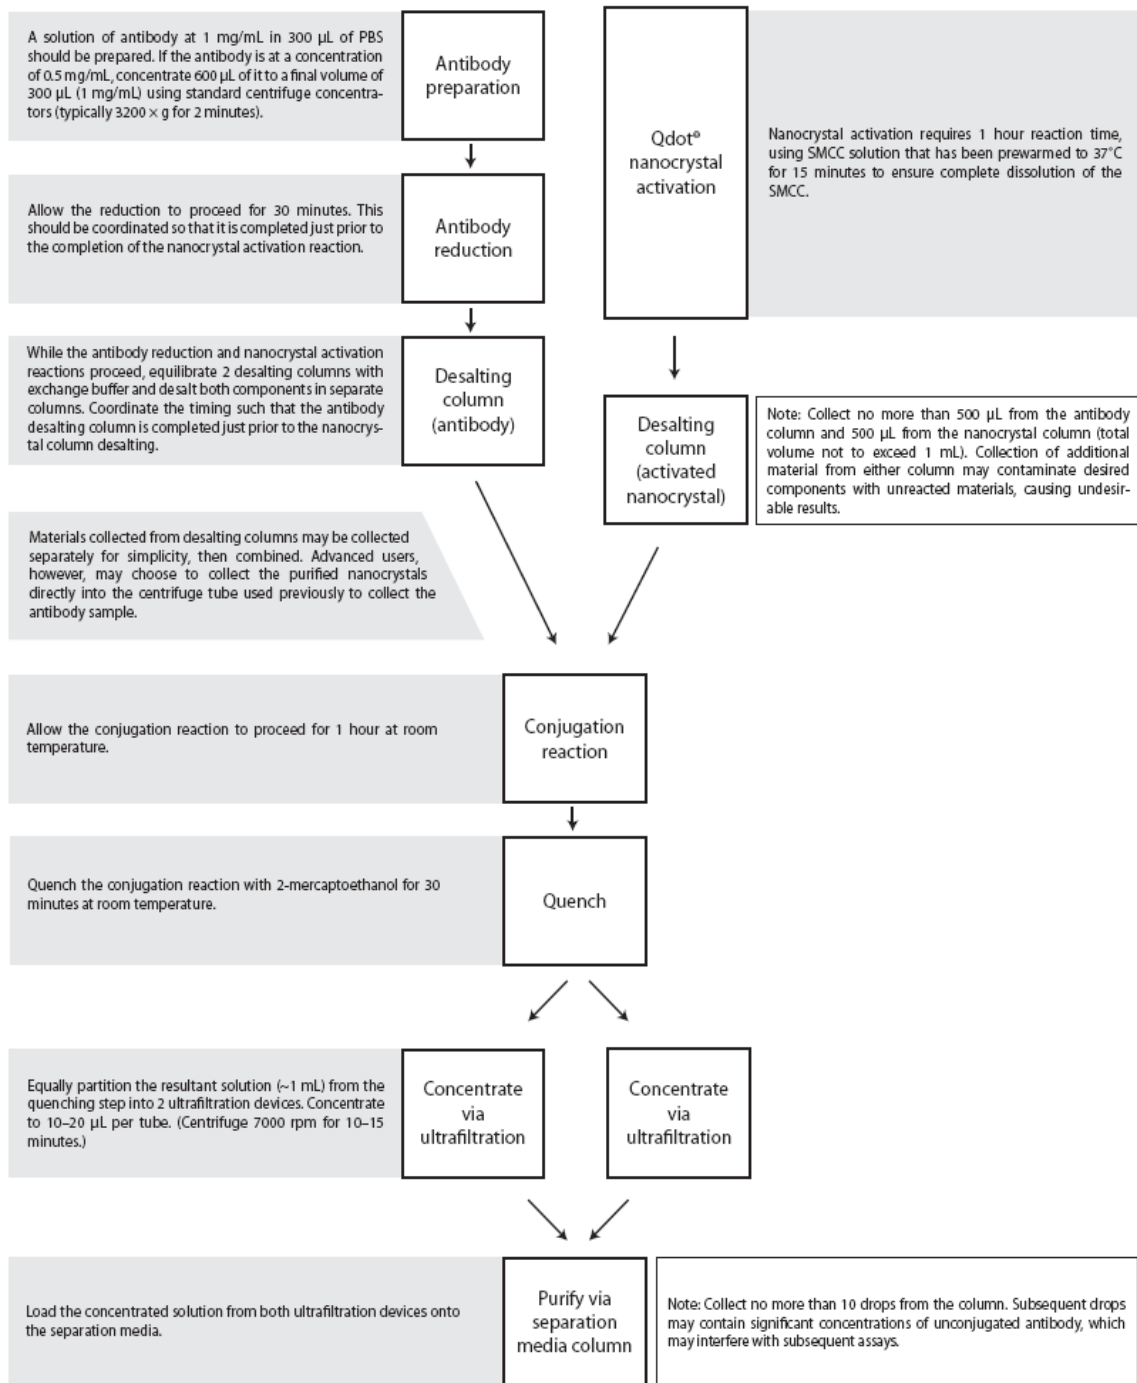 A solution of antibody at 1 mg/mL in 300 µL of PBS
should be prepared. If the antibody is at a concentration
of 0.5 mg/mL, concentrate 600 µL of it to a final volume of
300 µL (1 mg/mL) using standard centrifuge concentra-
tors (typically 3200 × g for 2 minutes).
Antibody
preparation
Qdot®
nanocrystal
activation
Nanocrystal activation requires 1 hour reaction time,
using SMCC solution that has been prewarmed to 37°C
for 15 minutes to ensure complete dissolution of the
SMCC.
Allow the reduction to proceed for 30 minutes. This
should be coordinated so that it is completed just prior to
the completion of the nanocrystal activation reaction.
Antibody
reduction
While the antibody reduction and nanocrystal activation
reactions proceed, equilibrate 2 desalting columns with
exchange buffer and desalt both components in separate
columns. Coordinate the timing such that the antibody
desalting column is completed just prior to the nanocrys-
tal column desalting.
Desalting
column
(antibody)
Desalting
column
(activated
nanocrystal)
Note: Collect no more than 500 µL from the antibody
column and 500 µL from the nanocrystal column (total
volume not to exceed 1 mL). Collection of additional
material from either column may contaminate desired
components with unreacted materials, causing undesir-
able results.
Materials collected from desalting columns may be collected
separately for simplicity, then combined. Advanced users,
however, may choose to collect the purified nanocrystals
directly into the centrifuge tube used previously to collect the
antibody sample.
Allow the conjugation reaction to proceed for 1 hour at room
temperature.
Conjugation
reaction
Quench the conjugation reaction with 2-mercaptoethanol for 30
minutes at room temperature.
Quench
Equally partition the resultant solution (~1 mL) from the
quenching step into 2 ultrafiltration devices. Concentrate
to 10–20 µL per tube. (Centrifuge 7000 rpm for 10–15
minutes.)
Concentrate
via
ultrafiltration
Concentrate
via
ultrafiltration
Load the concentrated solution from both ultrafiltration devices onto
the separation media.
Purify via
separation
media column
Note: Collect no more than 10 drops from the column. Subsequent drops
may contain significant concentrations of unconjugated antibody, which
may interfere with subsequent assays.